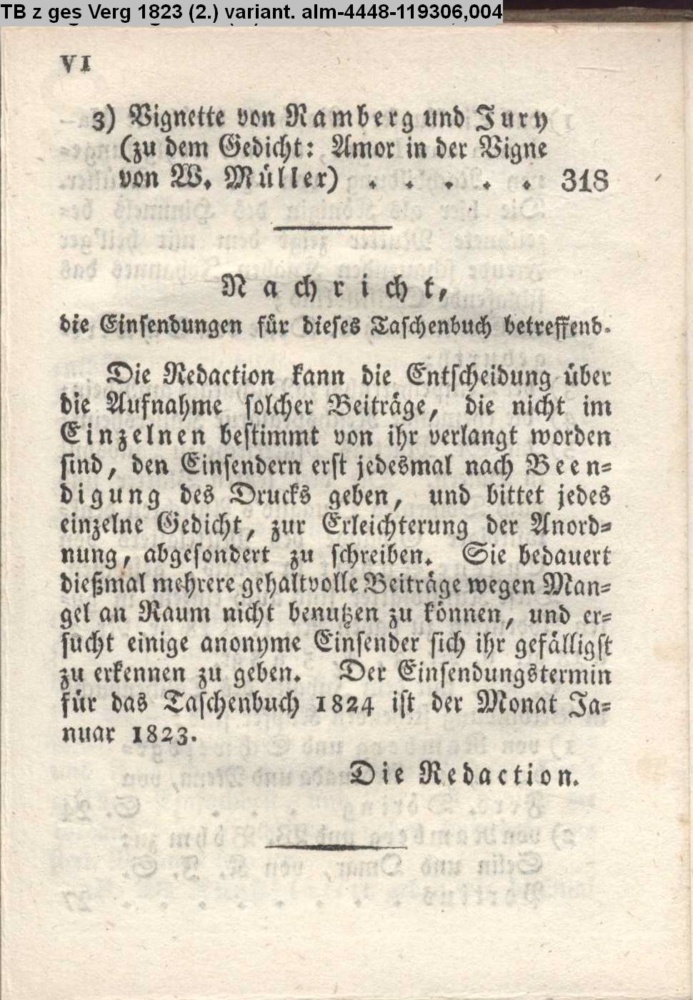 TB z ges Verg 1823 (2.) variant. alm-4448-119306,004
VI
3) Vignette von Ramberg und Jury
(zu dem Gedicht: Amor in der Vigne
von W. Müller) . . . . . 318
Nachricht,
die Einsendungen für dieses Taschenbuch betreffend.
Die Redaction kann die Entscheidung über
die Aufnahme solcher Beiträge, die nicht im
Einzelnen bestimmt von ihr verlangt worden
sind, den Einsendern erst jedesmal nach Been-
digung des Drucks geben, und bittet jedes
einzelne Gedicht, zur Erleichterung der Anord-
nung, abgesondert zu schreiben. Sie bedauert
dießmal mehrere gehaltvolle Beiträge wegen Man-
gel an Raum nicht benutzen zu können, und er-
sucht einige anonyme Einsender sich ihr gefälligst
zu erkennen zu geben. Der Einsendungstermin
für das Taschenbuch 1824 ist der Monat Ja-
nuar 1823.
Die Redaction.